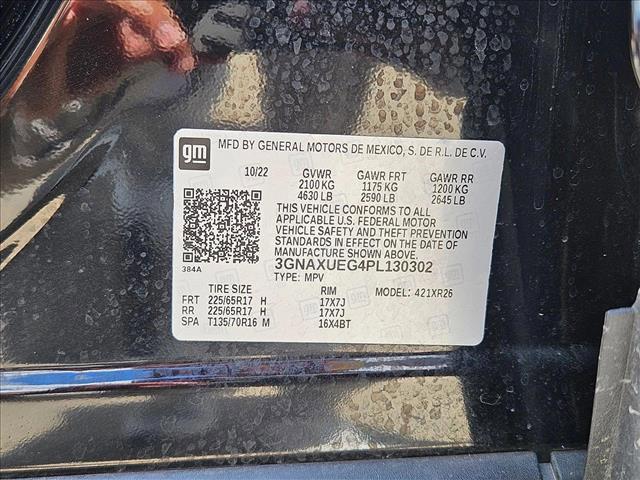 gm
MFD BY GENERAL MOTORS DE MEXICO, S. DE R.L. DE C.V.
10/22 GVWR GAWR FRT GAWR RR
2100 KG 1175 KG 1200 KG
4630 LB 2590 LB 2645 LB
THIS VEHICLE CONFORMS TO ALL
APPLICABLE U.S. FEDERAL MOTOR
VEHICLE SAFETY AND THEFT
PREVENTION STANDARDS IN
EFFECT ON THE DATE OF
MANUFACTURE SHOWN ABOVE.
384A
3GNAXUEG4PL130302
TYPE: MPV
TIRE SIZE RIM MODEL: 421XR26
FRT 225/65R17 H 17X7J
RR 225/65R17 H 17X7J
SPA T135/70R16 M 16X4BT